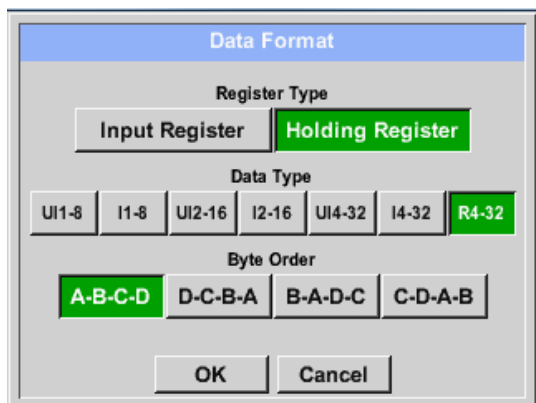 Data Format
Register Type
Input Register Holding Register
Data Type
UI1-8 I1-8 UI2-16 I2-16 UI4-32 I4-32 R4-32
Byte Order
A-B-C-D D-C-B-A B-A-D-C C-D-A-B
OK Cancel